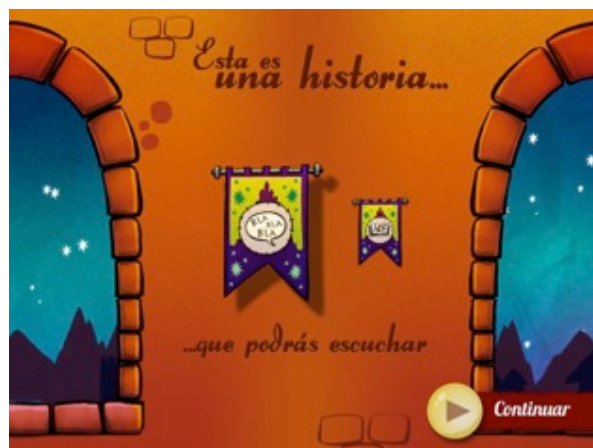 Esta es
una historia...
BLA
BLA
BLA
...que podrás escuchar
Continuar